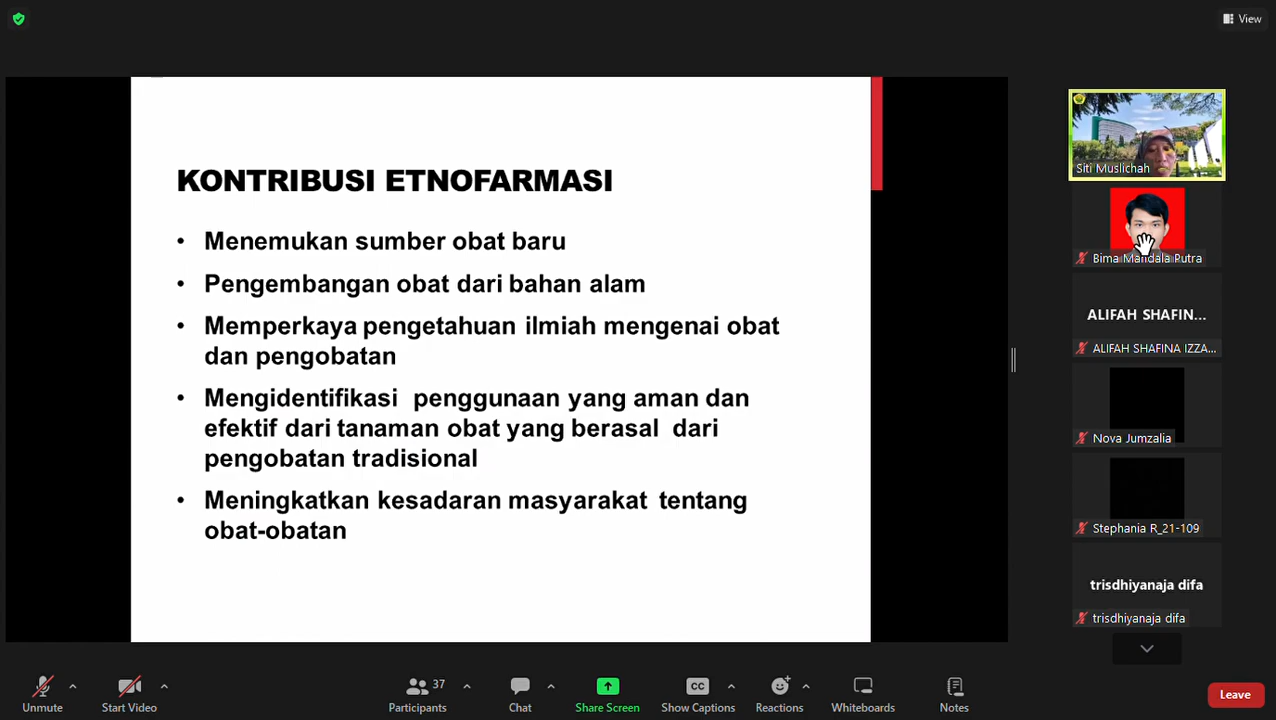 View
KONTRIBUSI ETNOFARMASI
• Menemukan sumber obat baru
• Pengembangan obat dari bahan alam
• Memperkaya pengetahuan ilmiah mengenai obat
dan pengobatan
• Mengidentifikasi penggunaan yang aman dan
efektif dari tanaman obat yang berasal dari
pengobatan tradisional
• Meningkatkan kesadaran masyarakat tentang
obat-obatan
Siti Muslichah
Bima Mandala Putra
ALIFAH SHAFIN...
ALIFAH SHAFINA IZZA...
Nova Jumzalia
Stephania R_21-109
trisdhiyanaja difa
trisdhiyanaja difa
Unmute
Start Video
Participants 37
Chat
Share Screen
CC
Show Captions
Reactions
Whiteboards
Notes
Leave